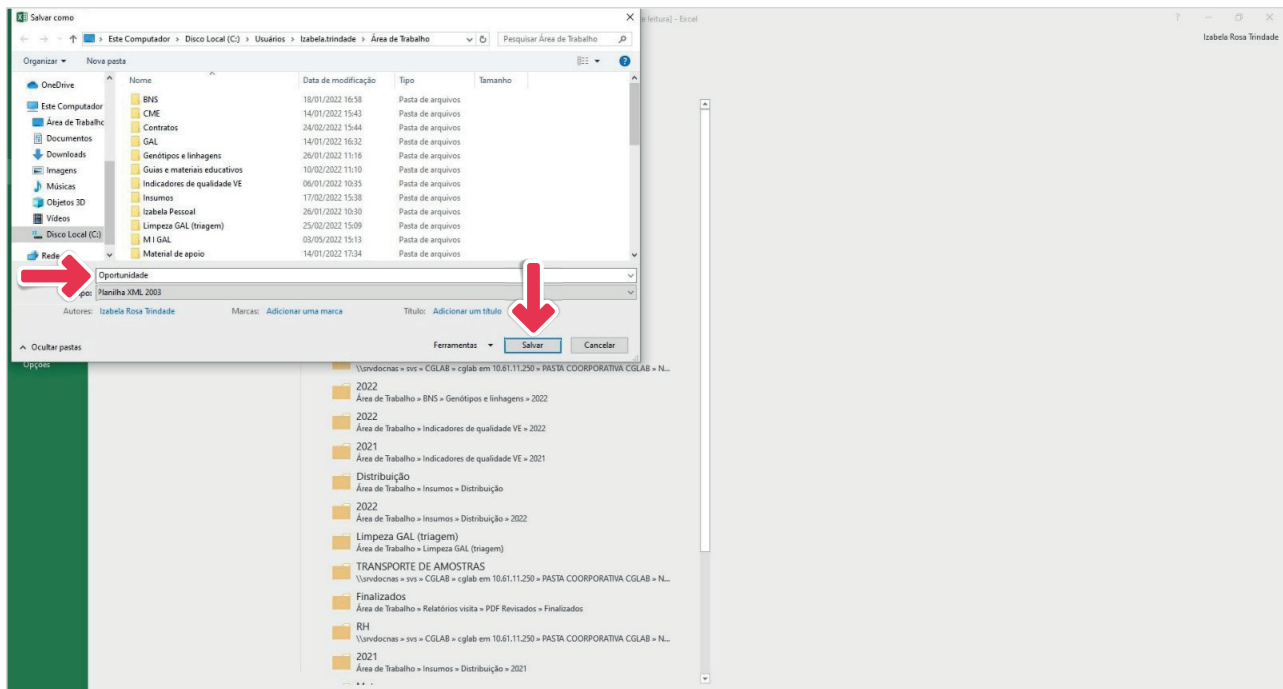 Salvar como
e leitura] - Excel
Izabela Rosa Trindade
Este Computador > Disco Local (C:) > Usuários > Izabela.trindade > Área de Trabalho
Pesquisar Área de Trabalho
Organizar Nova pasta
Nome Data de modificação Tipo Tamanho
OneDrive
Este Computador
Área de Trabalho
Documentos
Downloads
Imagens
Músicas
Objetos 3D
Vídeos
Disco Local (C:)
Rede
BNS 18/01/2022 16:58 Pasta de arquivos
CME 14/01/2022 15:43 Pasta de arquivos
Contratos 24/02/2022 15:44 Pasta de arquivos
GAL 14/01/2022 16:32 Pasta de arquivos
Genótipos e linhagens 26/01/2022 11:16 Pasta de arquivos
Guias e materiais educativos 10/02/2022 11:10 Pasta de arquivos
Indicadores de qualidade VE 06/01/2022 10:35 Pasta de arquivos
Insumos 17/02/2022 15:38 Pasta de arquivos
Izabela Pessoal 26/01/2022 10:30 Pasta de arquivos
Limpeza GAL (triagem) 25/02/2022 15:09 Pasta de arquivos
M I GAL 03/05/2022 15:13 Pasta de arquivos
Material de apoio 14/01/2022 17:34 Pasta de arquivos
Oportunidade
po: Planilha XML 2003
Autores: Izabela Rosa Trindade Marcas: Adicionar uma marca Título: Adicionar um título
Ocultar pastas Ferramentas Salvar Cancelar
Opções
\\srvdocnas » svs » CGLAB » cglab em 10.61.11.250 » PASTA COORPORATIVA CGLAB » N...
2022
Área de Trabalho » BNS » Genótipos e linhagens » 2022
2022
Área de Trabalho » Indicadores de qualidade VE » 2022
2021
Área de Trabalho » Indicadores de qualidade VE » 2021
Distribuição
Área de Trabalho » Insumos » Distribuição
2022
Área de Trabalho » Insumos » Distribuição » 2022
Limpeza GAL (triagem)
Área de Trabalho » Limpeza GAL (triagem)
TRANSPORTE DE AMOSTRAS
\\srvdocnas » svs » CGLAB » cglab em 10.61.11.250 » PASTA COORPORATIVA CGLAB » N...
Finalizados
Área de Trabalho » Relatórios visita » PDF Revisados » Finalizados
RH
\\srvdocnas » svs » CGLAB » cglab em 10.61.11.250 » PASTA COORPORATIVA CGLAB » N...
2021
Área de Trabalho » Insumos » Distribuição » 2021